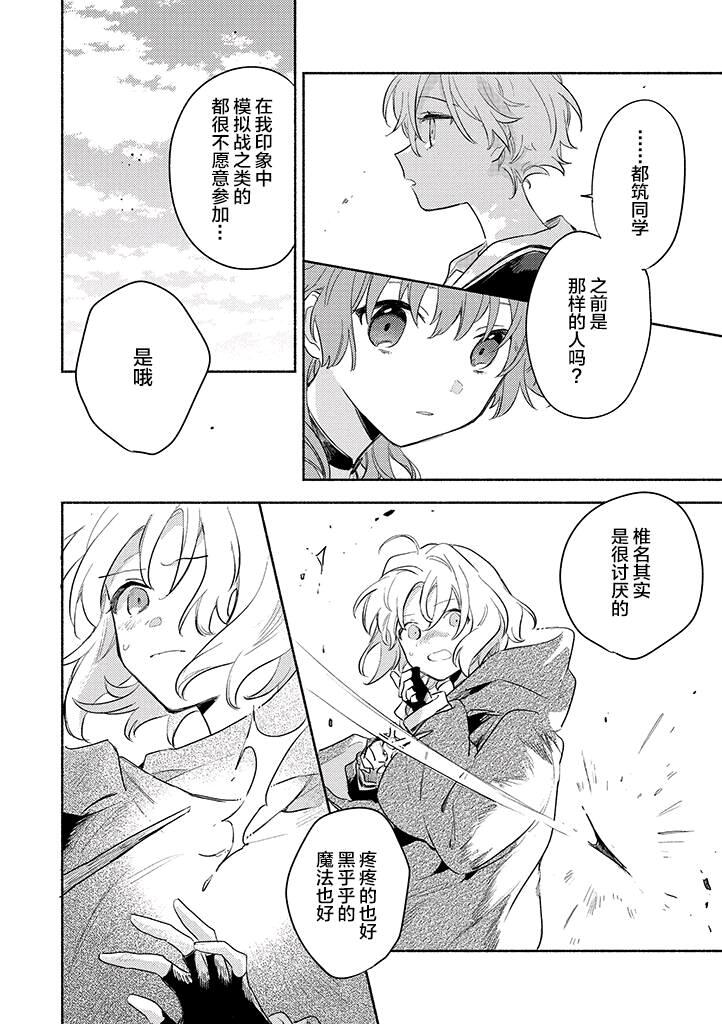 ……都筑同学
之前是
那样的人吗？
在我印象中
模拟战之类的
都很不愿意参加…
是哦
椎名其实
是很讨厌的
疼疼的也好
黑乎乎的
魔法也好